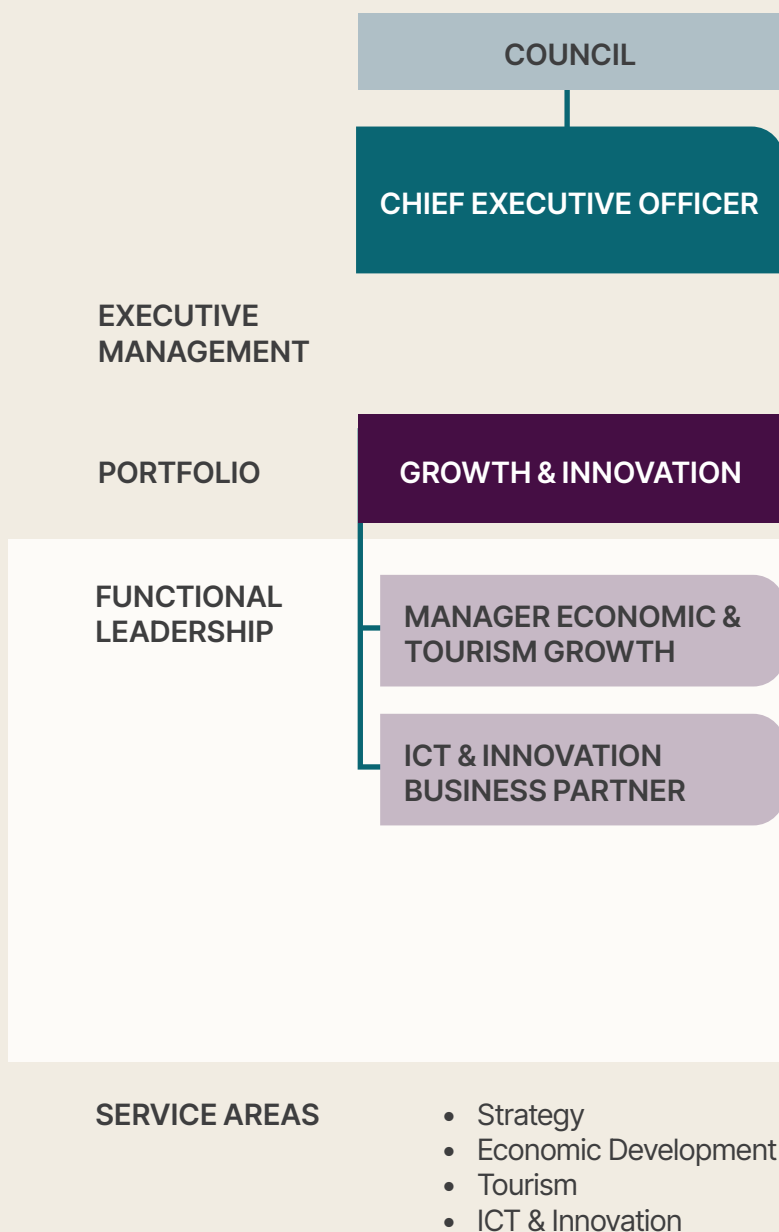 COUNCIL
CHIEF EXECUTIVE OFFICER
EXECUTIVE
MANAGEMENT
PORTFOLIO
GROWTH & INNOVATION
FUNCTIONAL
LEADERSHIP
MANAGER ECONOMIC &
TOURISM GROWTH
ICT & INNOVATION
BUSINESS PARTNER
SERVICE AREAS
• Strategy
• Economic Development
• Tourism
• ICT & Innovation